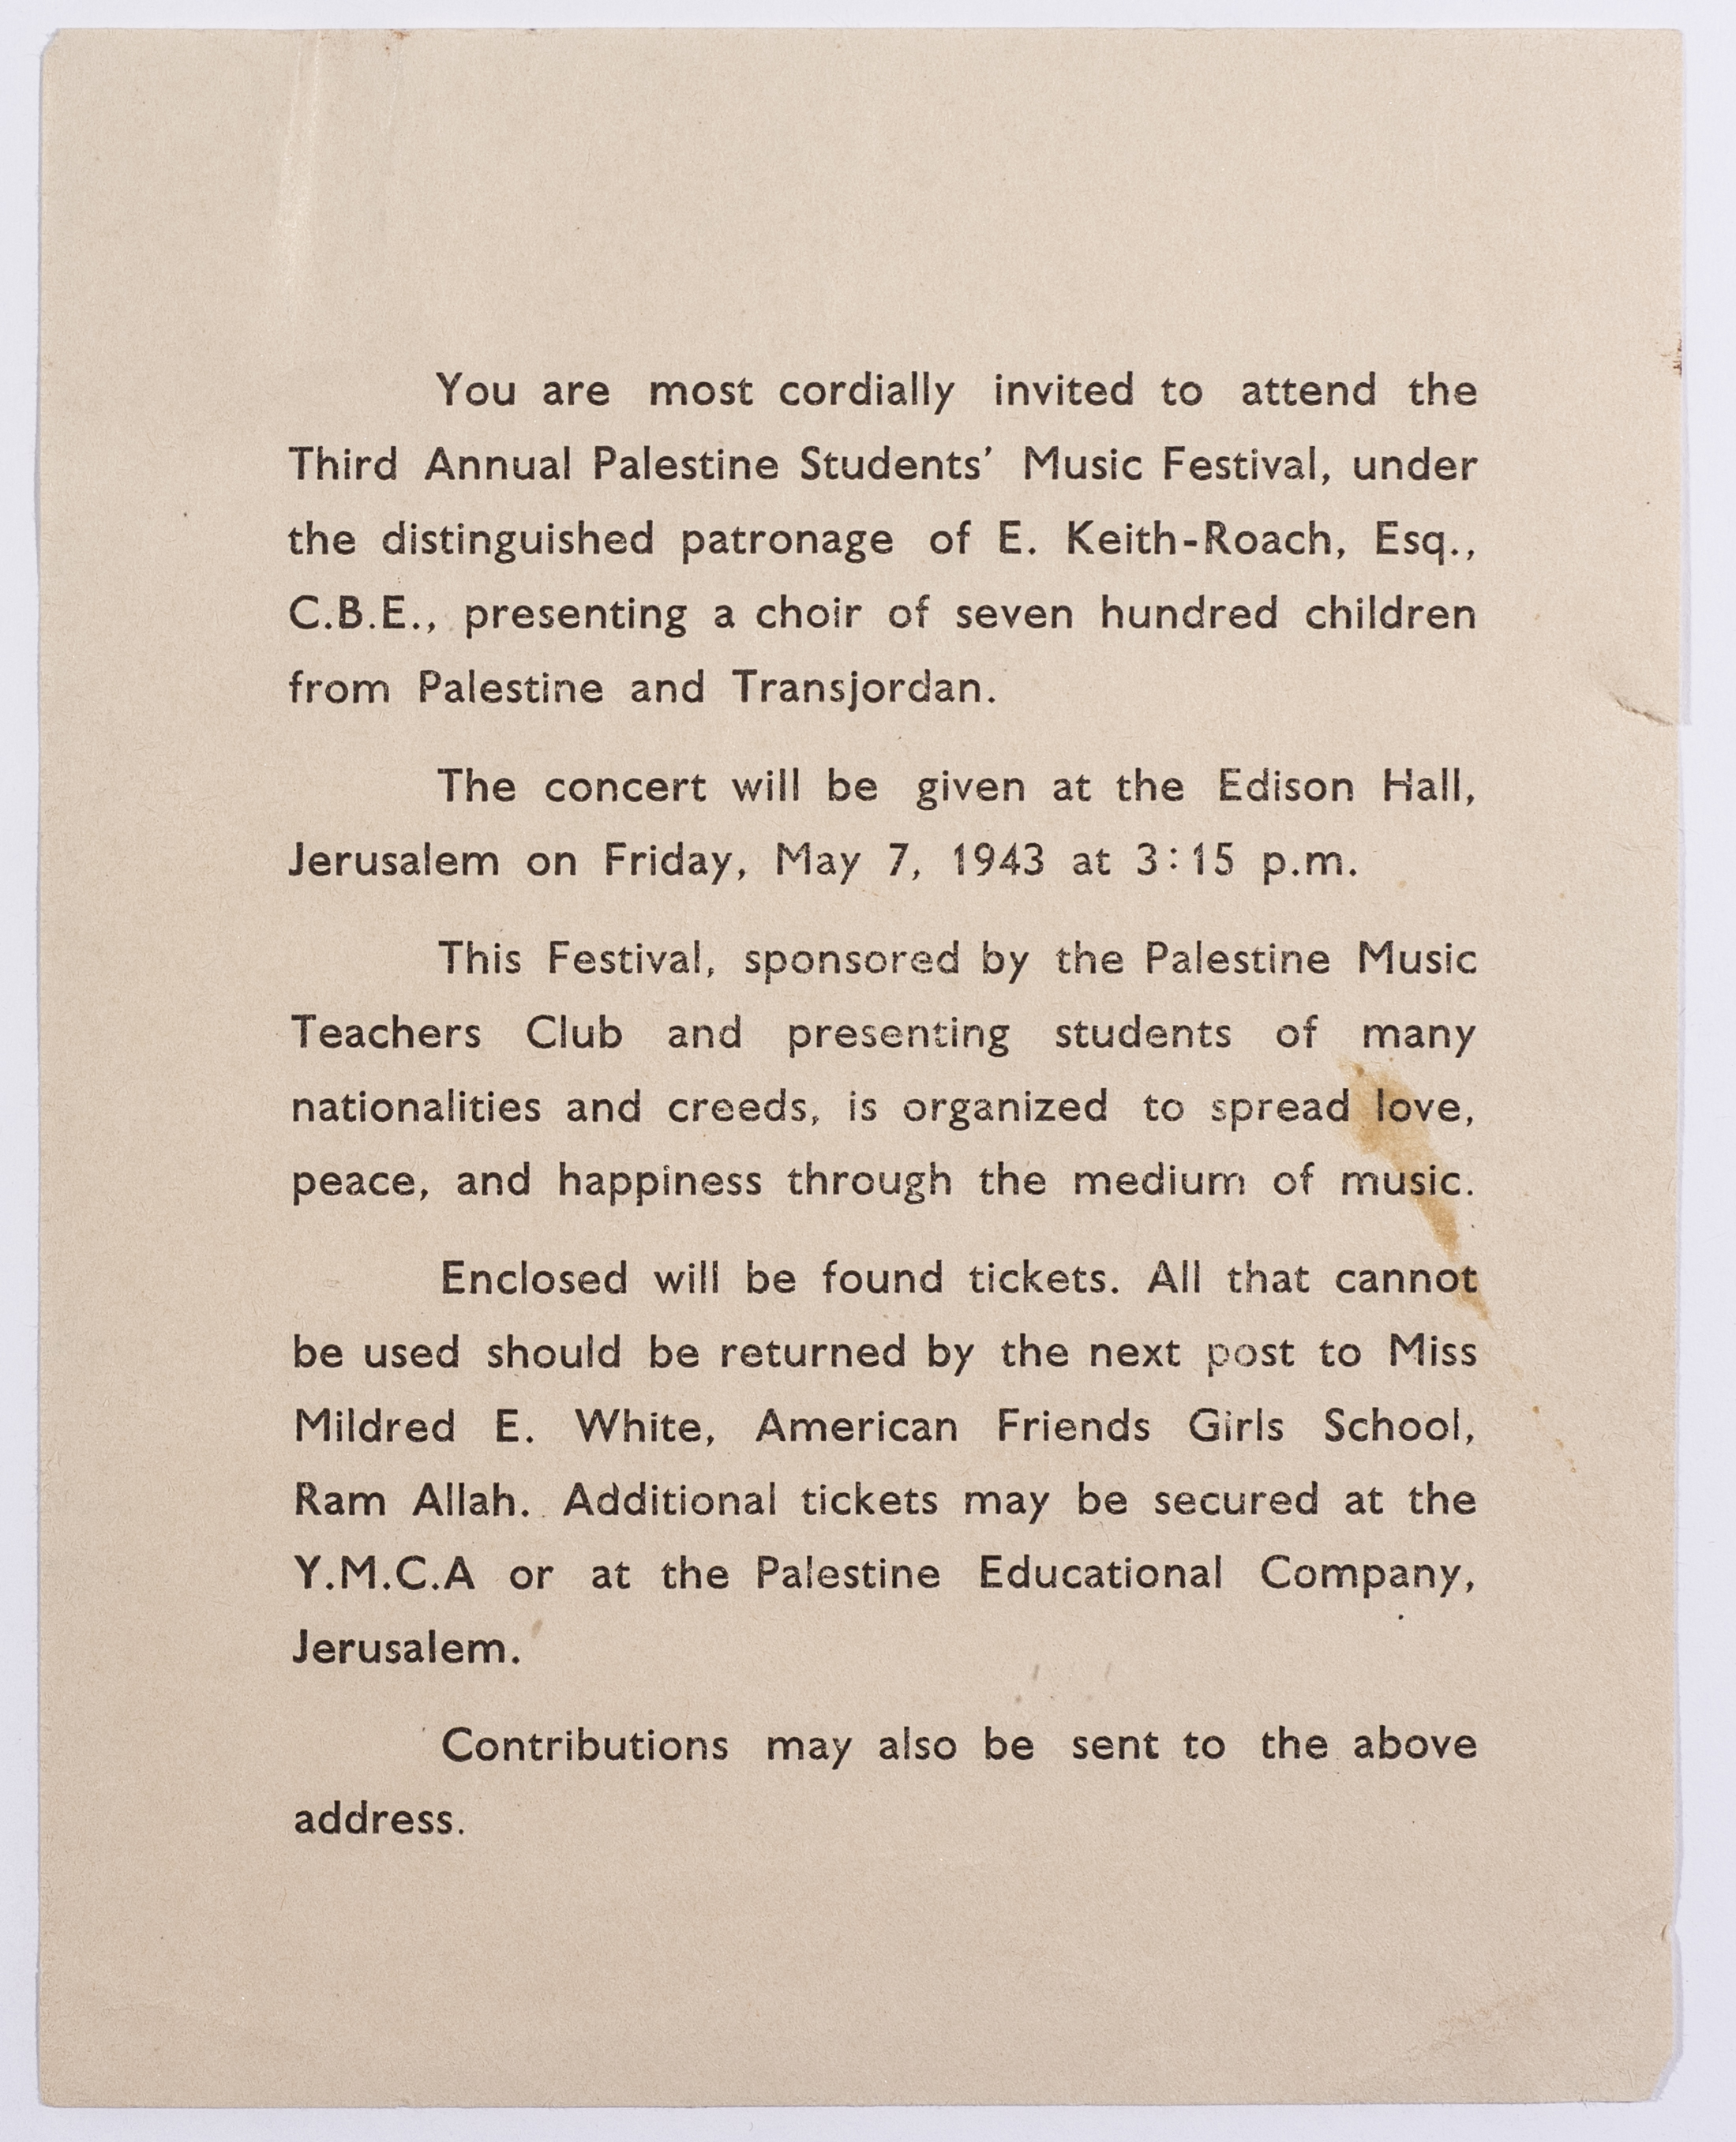 You are most cordially invited to attend the
Third Annual Palestine Students' Music Festival, under
the distinguished patronage of E. Keith-Roach, Esq.,
C.B.E., presenting a choir of seven hundred children
from Palestine and Transjordan.
The concert will be given at the Edison Hall,
Jerusalem on Friday, May 7, 1943 at 3:15 p.m.
This Festival, sponsored by the Palestine Music
Teachers Club and presenting students of many
nationalities and creeds, is organized to spread love,
peace, and happiness through the medium of music.
Enclosed will be found tickets. All that cannot
be used should be returned by the next post to Miss
Mildred E. White, American Friends Girls School,
Ram Allah. Additional tickets may be secured at the
Y.M.C.A or at the Palestine Educational Company,
Jerusalem.
Contributions may also be sent to the above
address.